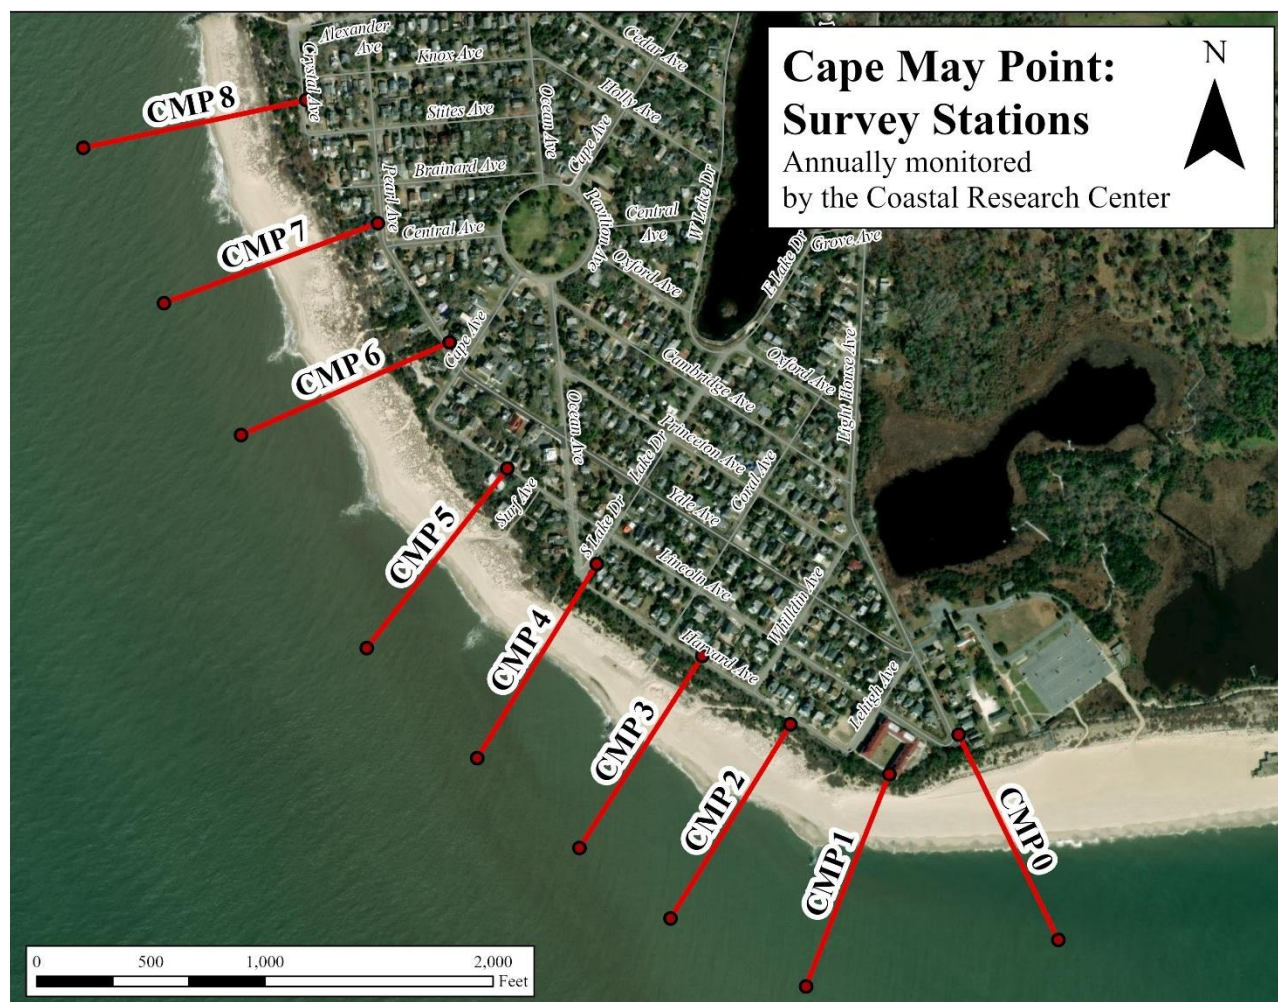 Cape May Point:
Survey Stations
Annually monitored
by the Coastal Research Center
N
Alexander
Ave
Crystal Ave
Knox Ave
Cedar Ave
Holly Ave
Stites Ave
Ocean Ave
Cape Ave
Brainard Ave
Pearl Ave
Central Ave
Pavilion Ave
Central
Ave
W Lake Dr
Grove Ave
E Lake Dr
Oxford Ave
Cape Ave
Cambridge Ave
Oxford Ave
Light House Ave
Ocean Ave
Lake Dr
Princeton Ave
Coral Ave
Yale Ave
Surf Ave
S Lake Dr
Lincoln Ave
Whilldin Ave
Harvard Ave
Lehigh Ave
CMP 8
CMP 7
CMP 6
CMP 5
CMP 4
CMP 3
CMP 2
CMP 1
CMP 0
0 500 1,000 2,000
Feet